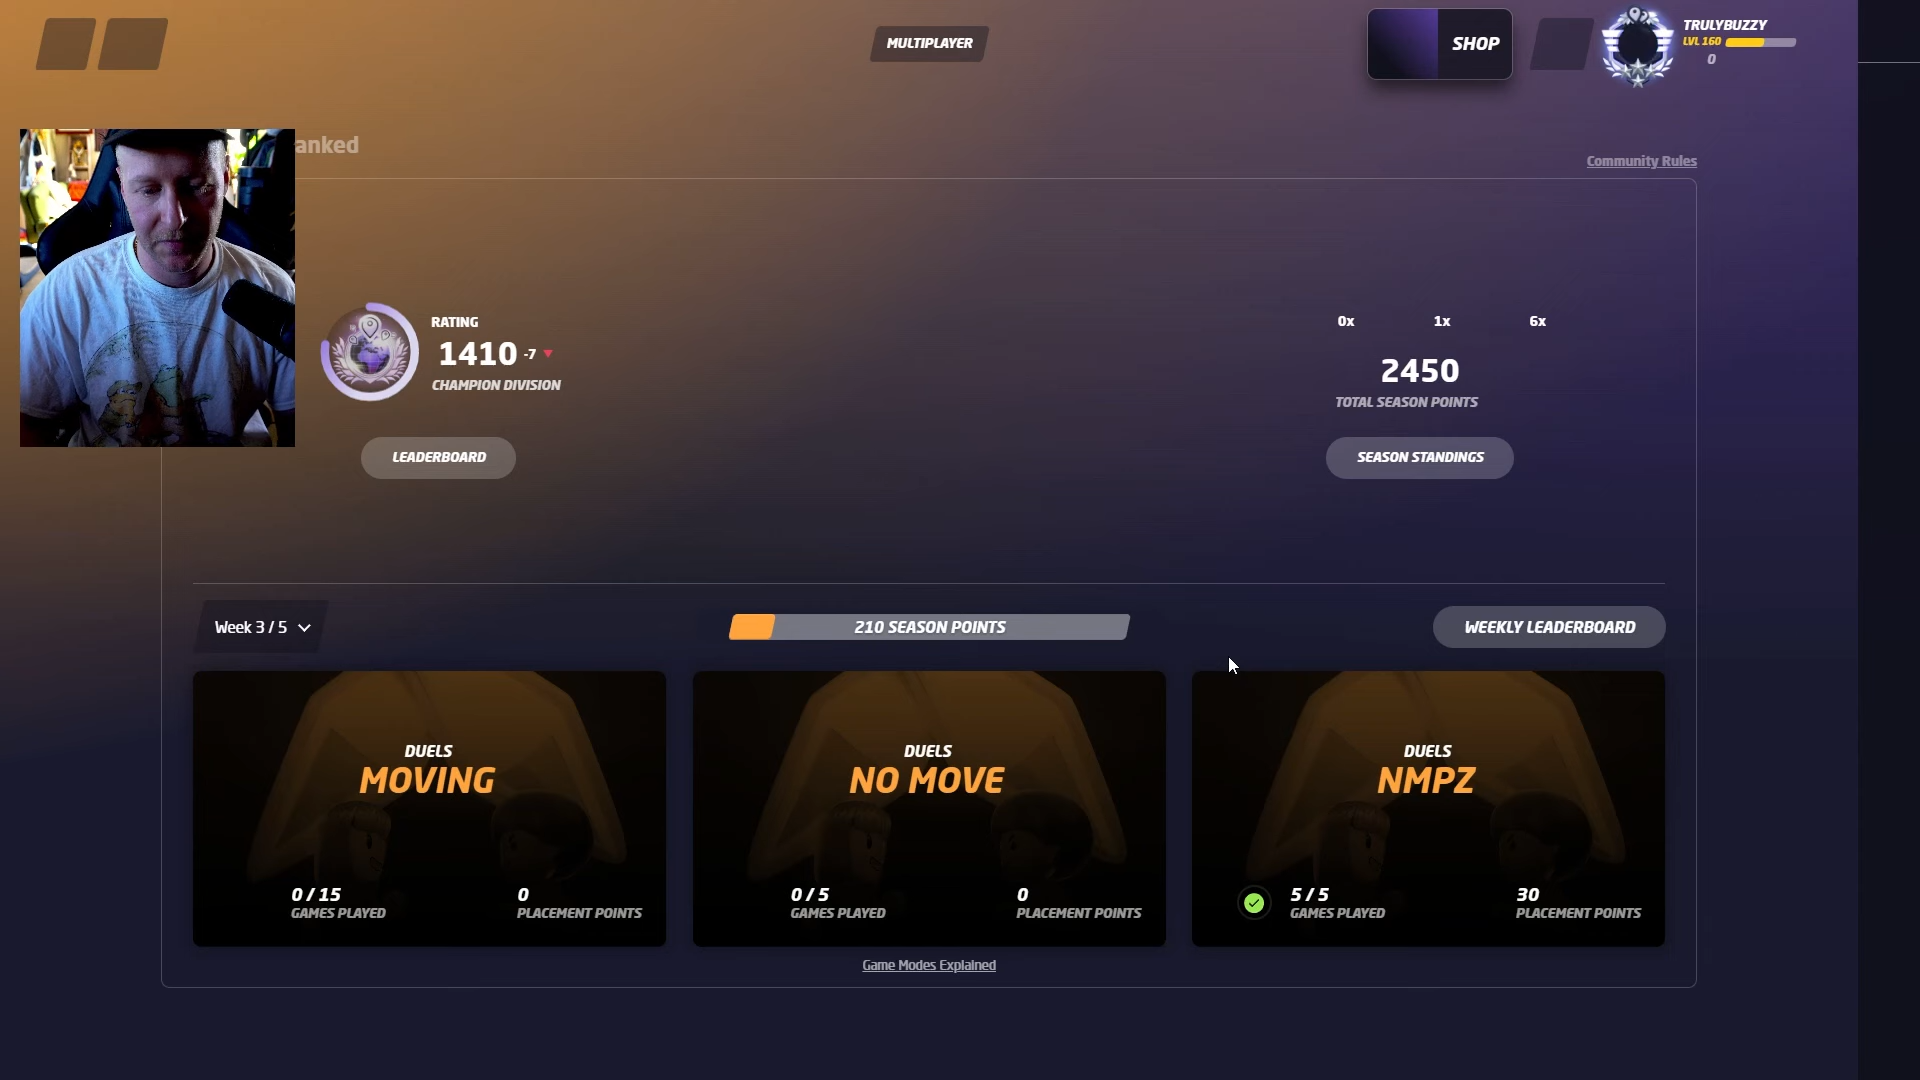 MULTIPLAYER
SHOP
TRULYBUZZY
LVL 160
0
anked
Community Rules
RATING
1410 -7
CHAMPION DIVISION
LEADERBOARD
0x 1x 6x
2450
TOTAL SEASON POINTS
SEASON STANDINGS
Week 3 / 5
210 SEASON POINTS
WEEKLY LEADERBOARD
DUELS
MOVING
0 / 15
GAMES PLAYED
0
PLACEMENT POINTS
DUELS
NO MOVE
0 / 5
GAMES PLAYED
0
PLACEMENT POINTS
DUELS
NMPZ
5 / 5
GAMES PLAYED
30
PLACEMENT POINTS
Game Modes Explained